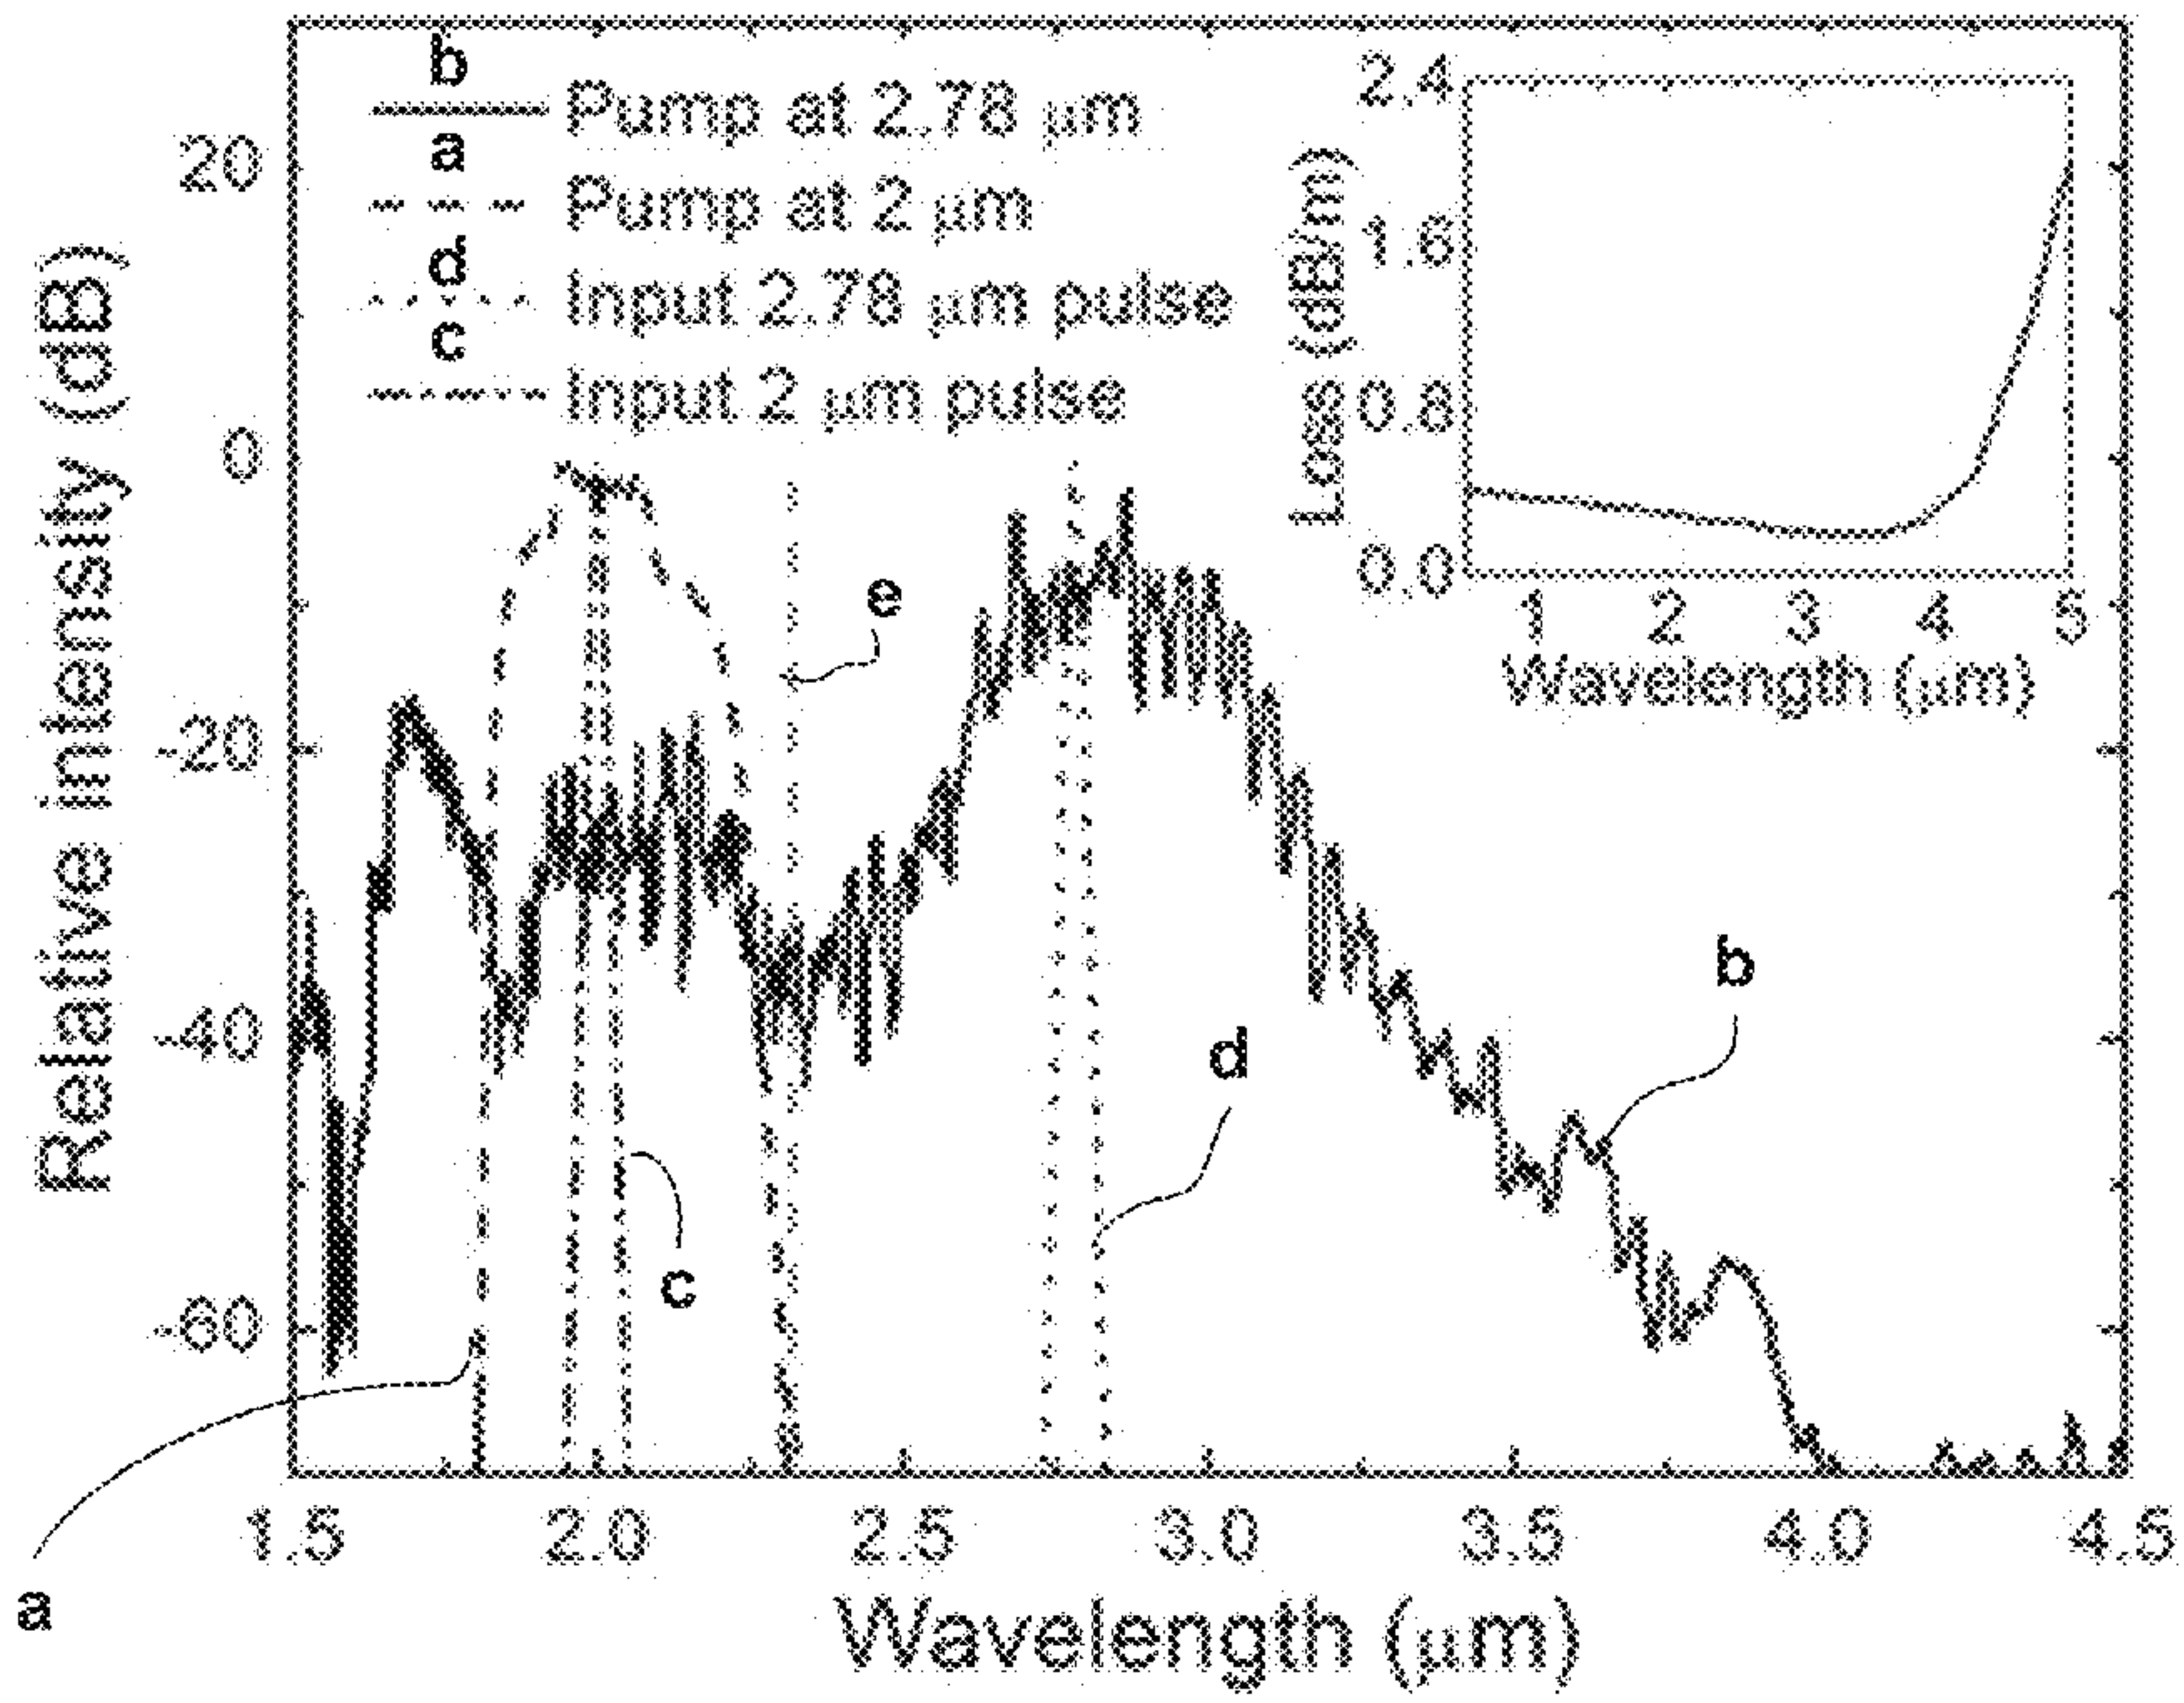 b
Pump at 2.78 μm
a
Pump at 2 μm
d
Input 2.78 μm pulse
c
Input 2 μm pulse
Relative intensity (dB)
20
0
-20
-40
-60
1.5 2.0 2.5 3.0 3.5 4.0 4.5
Wavelength (μm)
Loss (dB/m)
2.4
1.6
0.8
0.0
1 2 3 4 5
Wavelength (μm)
e
b
d
c
a